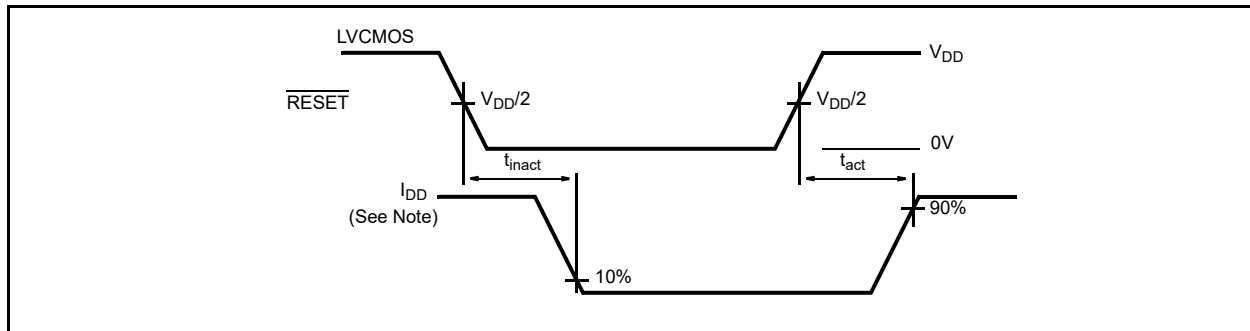 LVCMOS
V_DD
RESET
V_DD/2
V_DD/2
0V
t_inact
t_act
I_DD
(See Note)
90%
10%